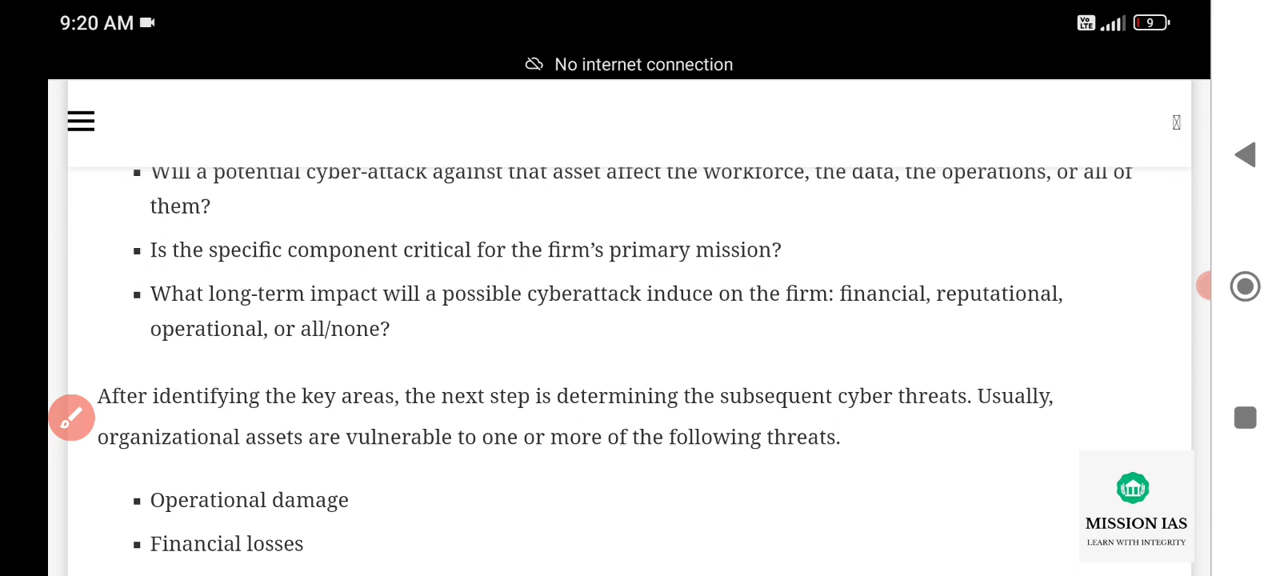 9:20 AM
Vo LTE
9
No internet connection
▪ Will a potential cyber-attack against that asset affect the workforce, the data, the operations, or all of
them?
▪ Is the specific component critical for the firm’s primary mission?
▪ What long-term impact will a possible cyberattack induce on the firm: financial, reputational,
operational, or all/none?
After identifying the key areas, the next step is determining the subsequent cyber threats. Usually,
organizational assets are vulnerable to one or more of the following threats.
▪ Operational damage
▪ Financial losses
MISSION IAS
LEARN WITH INTEGRITY